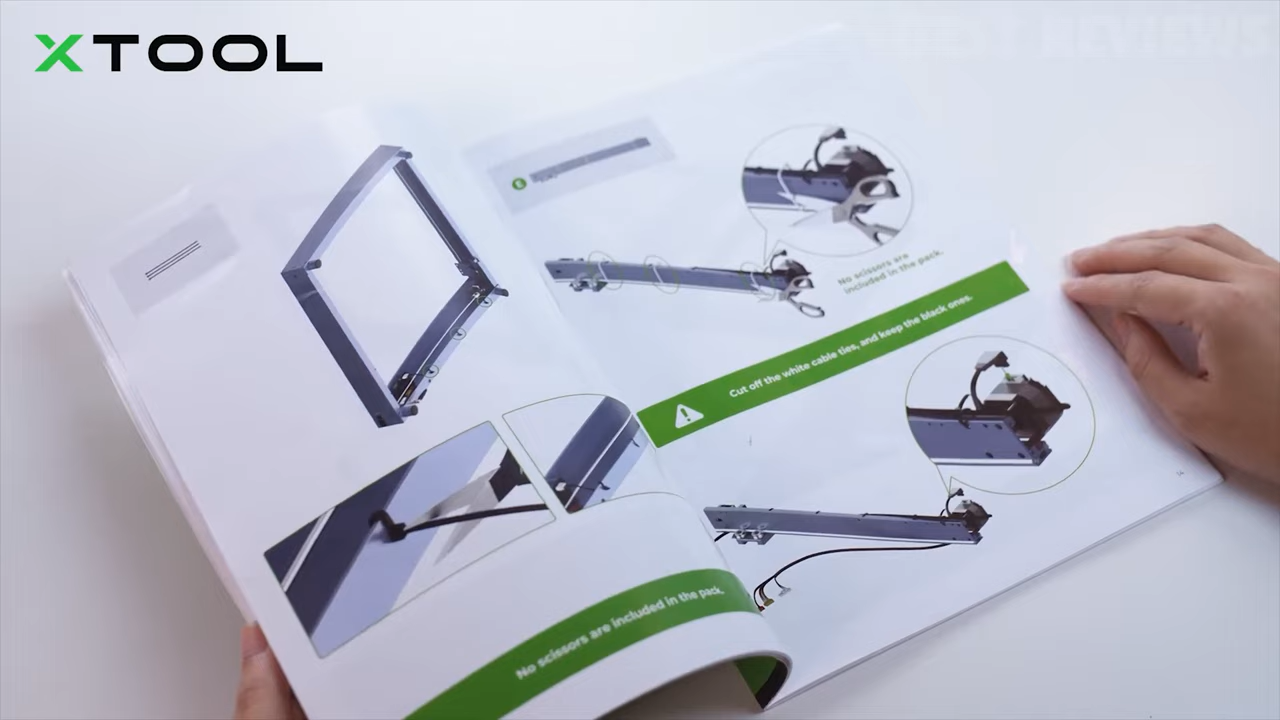 XTOOL
REVIEWS
No scissors are
included in the pack.
Cut off the white cable ties, and keep the black ones.
No scissors are included in the pack.